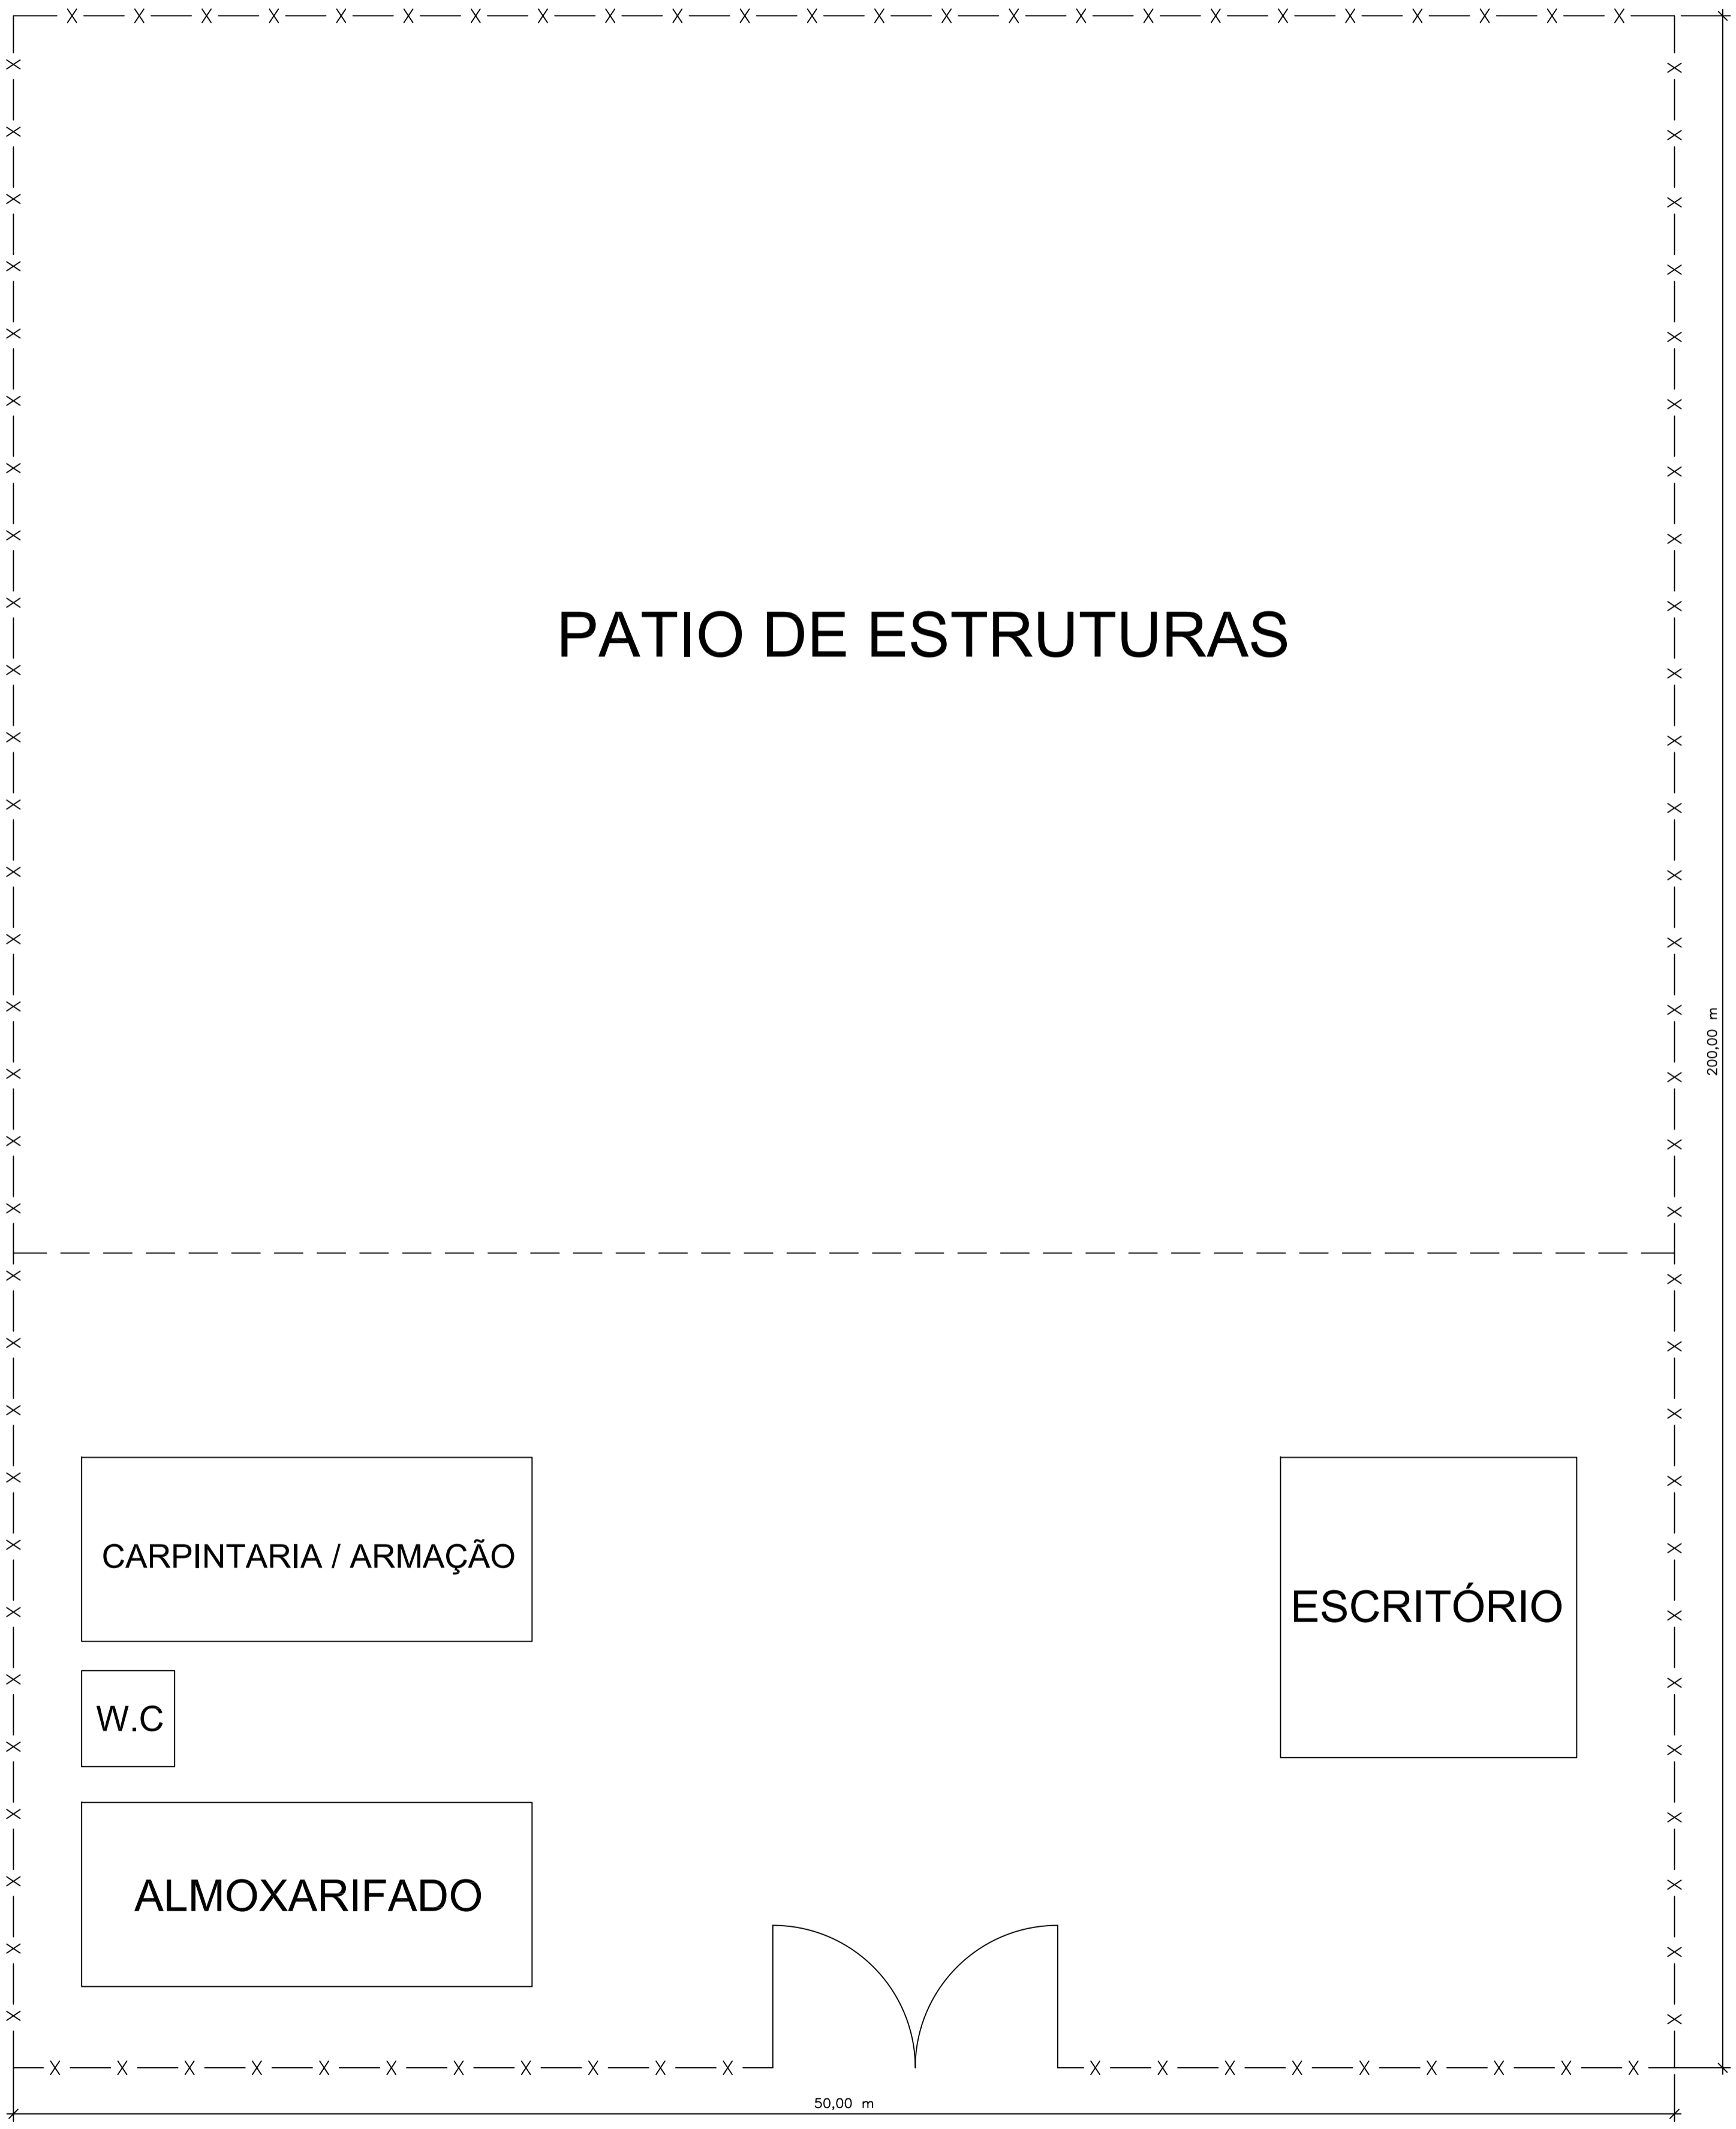 PATIO DE ESTRUTURAS
200,00 m
CARPINTARIA / ARMAÇÃO
ESCRITÓRIO
W.C
ALMOXARIFADO
50,00 m